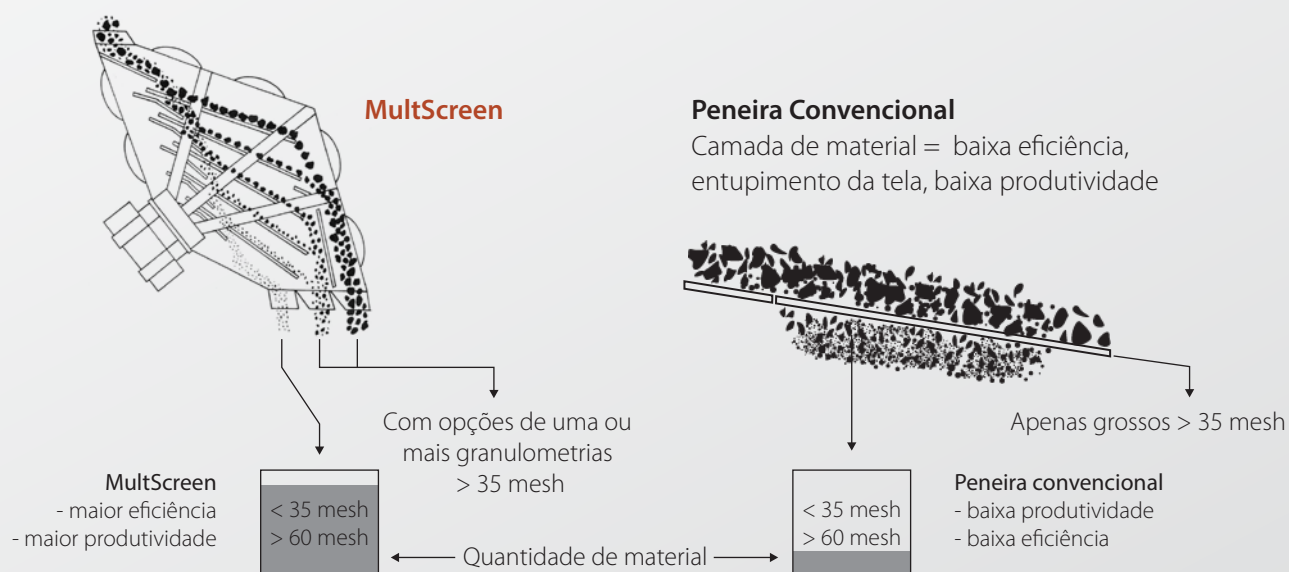 MultScreen
Peneira Convencional
Camada de material = baixa eficiência,
entupimento da tela, baixa produtividade
Com opções de uma ou
mais granulometrias
> 35 mesh
Apenas grossos > 35 mesh
MultScreen
- maior eficiência
- maior produtividade
< 35 mesh
> 60 mesh
Quantidade de material
< 35 mesh
> 60 mesh
Peneira convencional
- baixa produtividade
- baixa eficiência